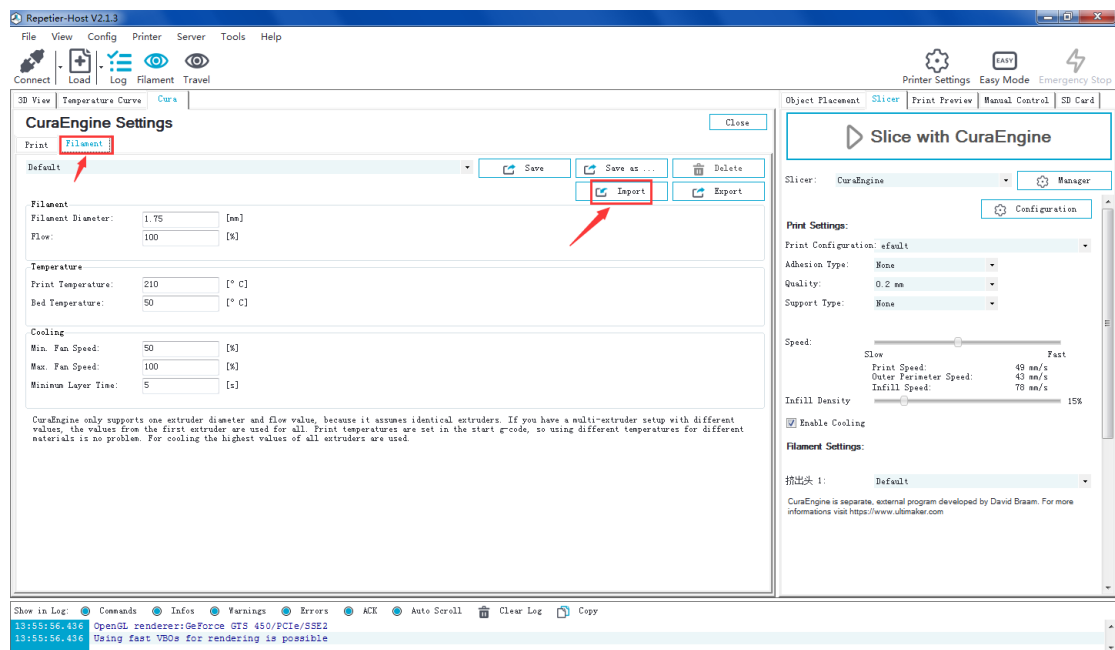 Repetier-Host V2.1.3
File View Config Printer Server Tools Help
Connect Load Log Filament Travel
Printer Settings EASY Easy Mode Emergency Stop
3D View Temperature Curve Cura
CuraEngine Settings
Close
Print Filament
Default
Save Save as .... Delete
Import Export
Filament
Filament Diameter: 1.75 [mm]
Flow: 100 [%]
Temperature
Print Temperature: 210 [° C]
Bed Temperature: 50 [° C]
Cooling
Min. Fan Speed: 50 [%]
Max. Fan Speed: 100 [%]
Minimum Layer Time: 5 [s]
CuraEngine only supports one extruder diameter and flow value, because it assumes identical extruders. If you have a multi-extruder setup with different
values, the values from the first extruder are used for all. Print temperatures are set in the start g-code, so using different temperatures for different
materials is no problem. For cooling the highest values of all extruders are used.
Object Placement Slicer Print Preview Manual Control SD Card
Slice with CuraEngine
Slicer: CuraEngine Manager
Configuration
Print Settings:
Print Configuration: efault
Adhesion Type: None
Quality: 0.2 mm
Support Type: None
Speed:
Slow Fast
Print Speed: 49 mm/s
Outer Perimeter Speed: 43 mm/s
Infill Speed: 78 mm/s
Infill Density 15%
Enable Cooling
Filament Settings:
挤出头 1: Default
CuraEngine is separate, external program developed by David Braam. For more
informations visit https://www.ultimaker.com
Show in Log: Commands Infos Warnings Errors ACK Auto Scroll Clear Log Copy
13:55:56.436 OpenGL renderer:GeForce GTS 450/PCIe/SSE2
13:55:56.436 Using fast VBOs for rendering is possible